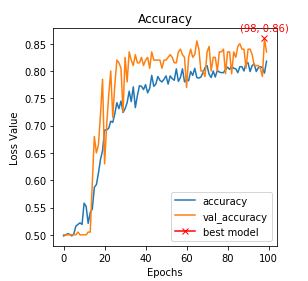 Accuracy
(98, 0.86)
0.85
0.80
0.75
0.70
0.65
0.60
0.55
0.50
Loss Value
0 20 40 60 80 100
Epochs
accuracy
val_accuracy
best model